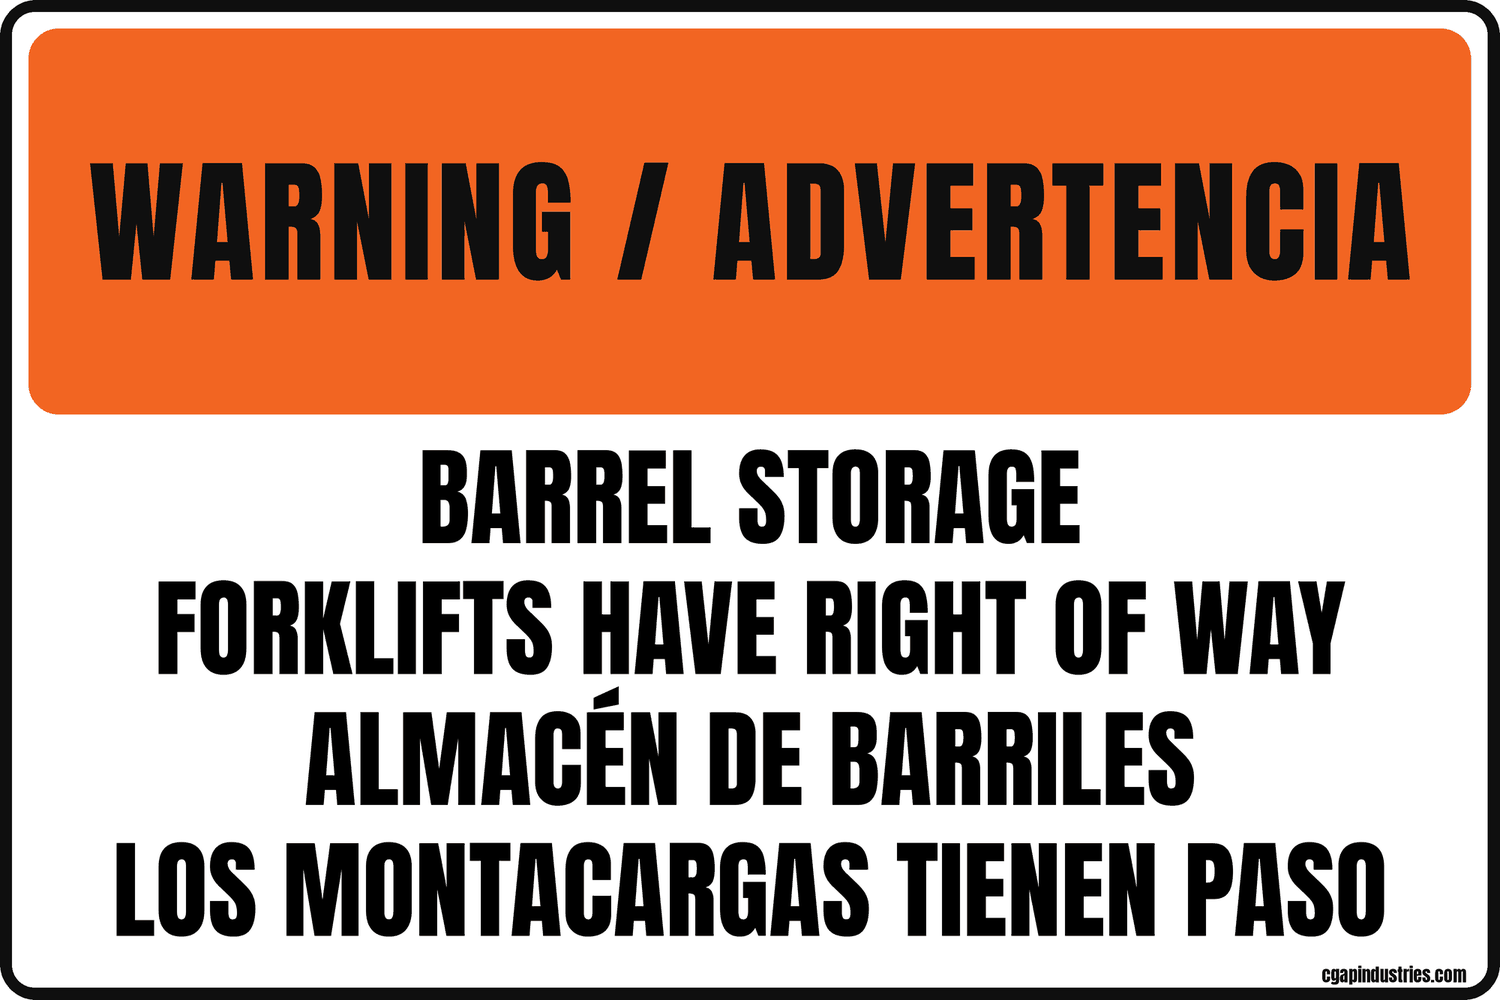 WARNING / ADVERTENCIA
BARREL STORAGE
FORKLIFTS HAVE RIGHT OF WAY
ALMACÉN DE BARRILES
LOS MONTACARGAS TIENEN PASO
cgapindustries.com